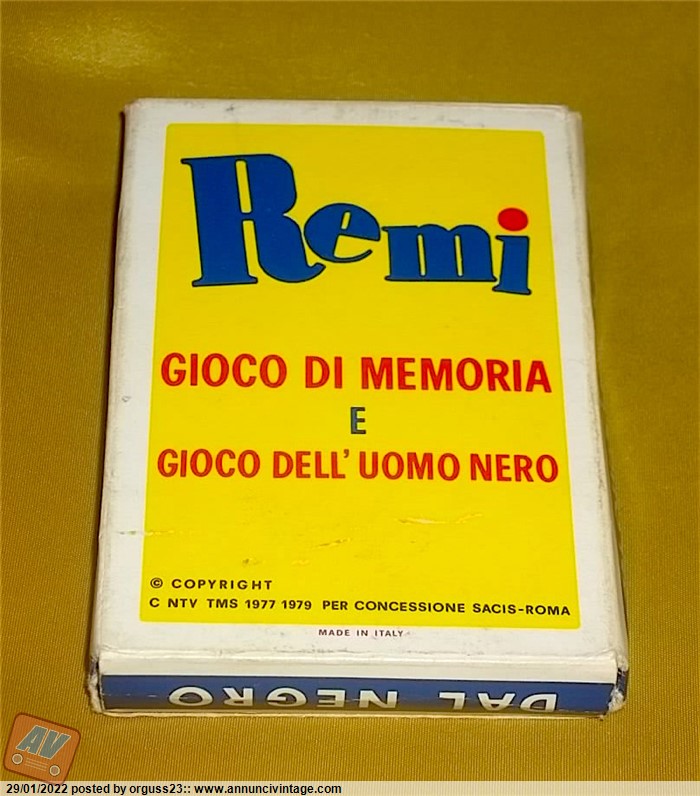 Remi
GIOCO DI MEMORIA
E
GIOCO DELL'UOMO NERO
© COPYRIGHT
C NTV TMS 1977 1979 PER CONCESSIONE SACIS-ROMA
MADE IN ITALY
DAL NEGRO
AV
29/01/2022 posted by orguss23:: www.annuncivintage.com